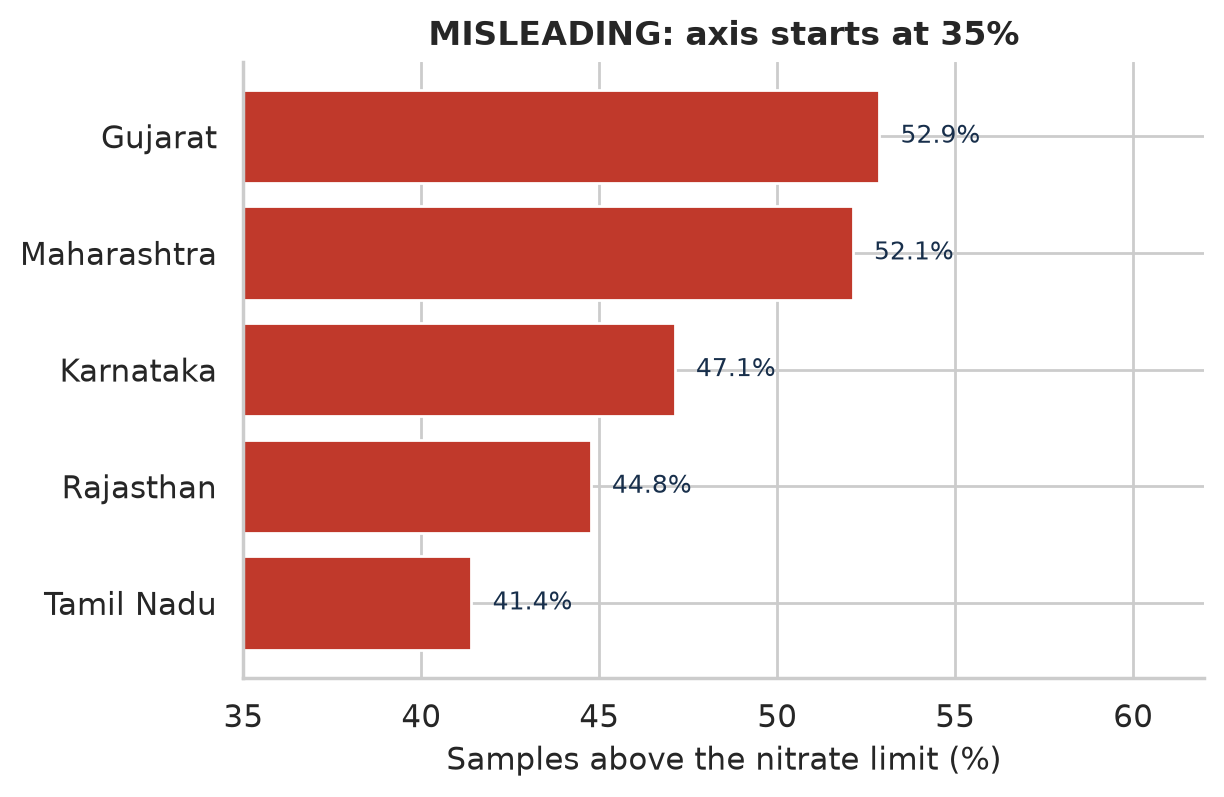 MISLEADING: axis starts at 35%
Gujarat 52.9%
Maharashtra 52.1%
Karnataka 47.1%
Rajasthan 44.8%
Tamil Nadu 41.4%
35 40 45 50 55 60
Samples above the nitrate limit (%)